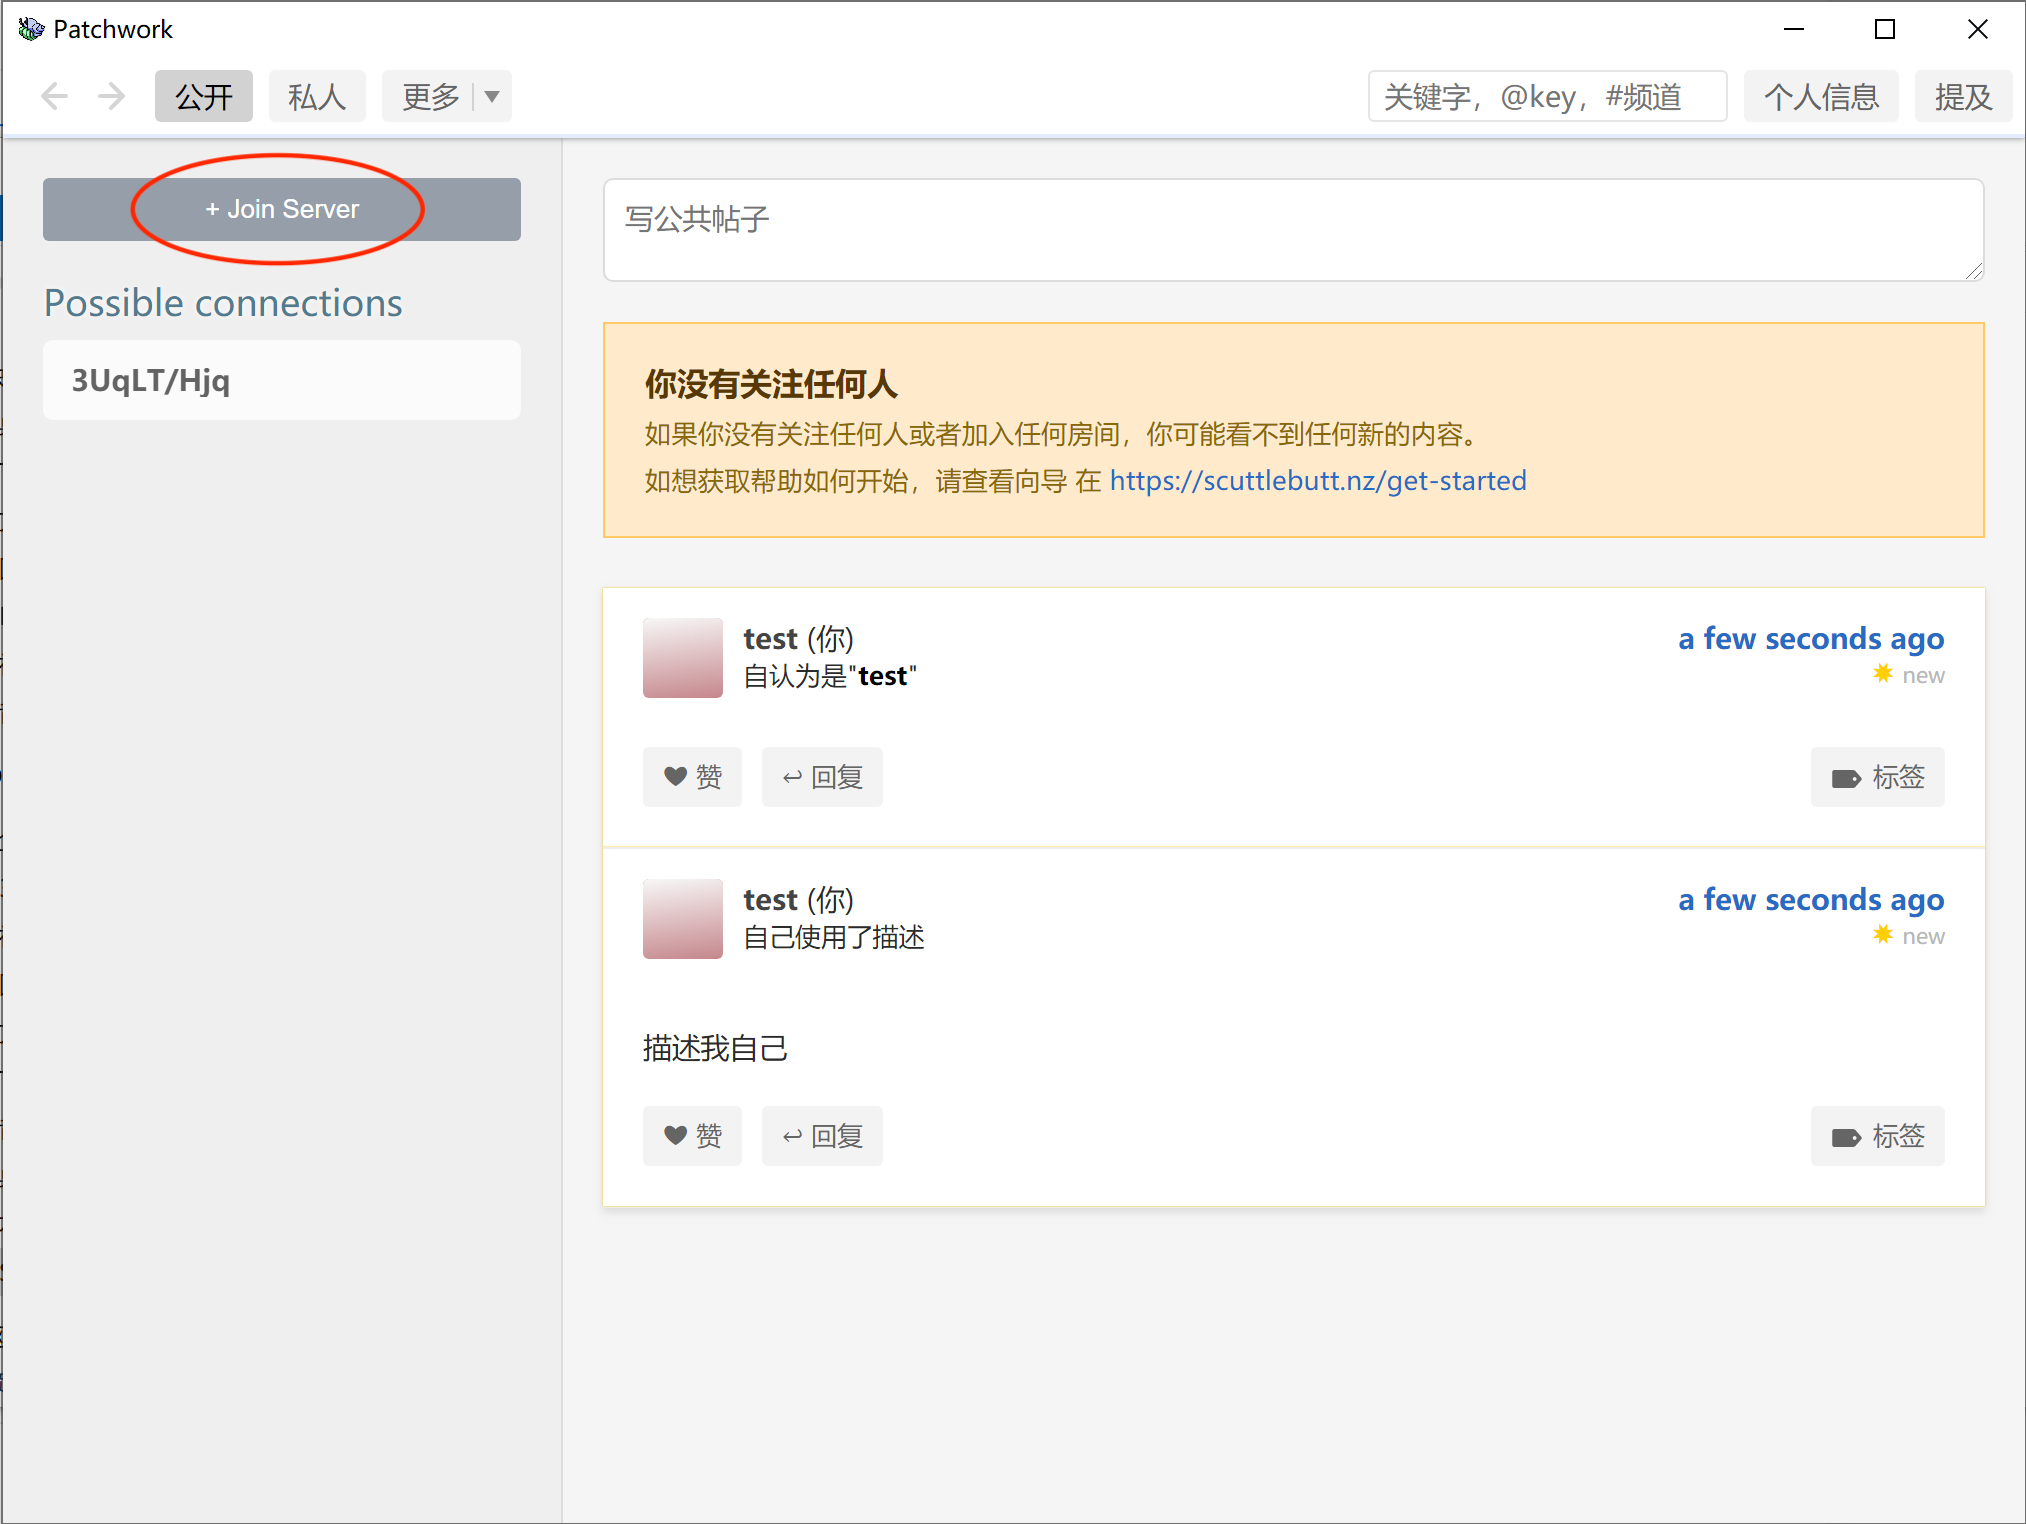 Patchwork
公开 私人 更多 ▼ 关键字，@key，#频道 个人信息 提及
+ Join Server
Possible connections
3UqLT/Hjq
写公共帖子
你没有关注任何人
如果你没有关注任何人或者加入任何房间，你可能看不到任何新的内容。
如想获取帮助如何开始，请查看向导 在 https://scuttlebutt.nz/get-started
test (你) a few seconds ago
自认为是"test" new
赞 回复 标签
test (你) a few seconds ago
自己使用了描述 new
描述我自己
赞 回复 标签